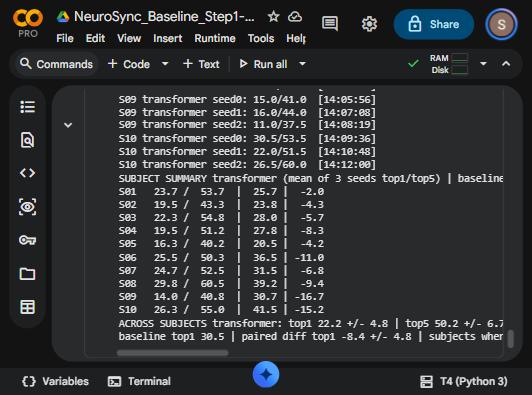 CO
PRO
NeuroSync_Baseline_Step1-...
File Edit View Insert Runtime Tools Help
Share
S
Commands + Code + Text Run all
RAM
Disk
S09 transformer seed0: 15.0/41.0 [14:05:56]
S09 transformer seed1: 16.0/44.0 [14:07:08]
S09 transformer seed2: 11.0/37.5 [14:08:19]
S10 transformer seed0: 30.5/53.5 [14:09:36]
S10 transformer seed1: 22.0/51.5 [14:10:48]
S10 transformer seed2: 26.5/60.0 [14:12:00]
SUBJECT SUMMARY transformer (mean of 3 seeds top1/top5) | baseline
S01 23.7 / 53.7 | 25.7 | -2.0
S02 19.5 / 43.3 | 23.8 | -4.3
S03 22.3 / 54.8 | 28.0 | -5.7
S04 19.5 / 51.2 | 27.8 | -8.3
S05 16.3 / 40.2 | 20.5 | -4.2
S06 25.5 / 50.3 | 36.5 | -11.0
S07 24.7 / 52.5 | 31.5 | -6.8
S08 29.8 / 60.5 | 39.2 | -9.4
S09 14.0 / 40.8 | 30.7 | -16.7
S10 26.3 / 55.0 | 41.5 | -15.2
ACROSS SUBJECTS transformer: top1 22.2 +/- 4.8 | top5 50.2 +/- 6.7
baseline top1 30.5 | paired diff top1 -8.4 +/- 4.8 | subjects wher
Variables Terminal T4 (Python 3)